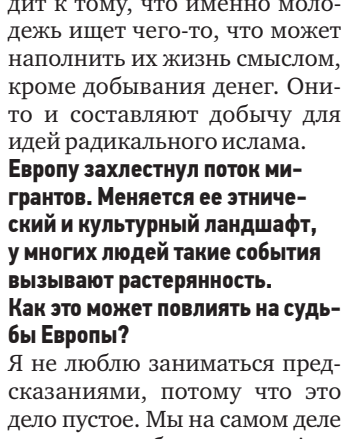 дит к тому, что именно моло-
дежь ищет чего-то, что может
наполнить их жизнь смыслом,
кроме добывания денег. Они-
то и составляют добычу для
идей радикального ислама.
Европу захлестнул поток ми-
грантов. Меняется ее этниче-
ский и культурный ландшафт,
у многих людей такие события
вызывают растерянность.
Как это может повлиять на судь-
бы Европы?
Я не люблю заниматься пред-
сказаниями, потому что это
дело пустое. Мы на самом деле